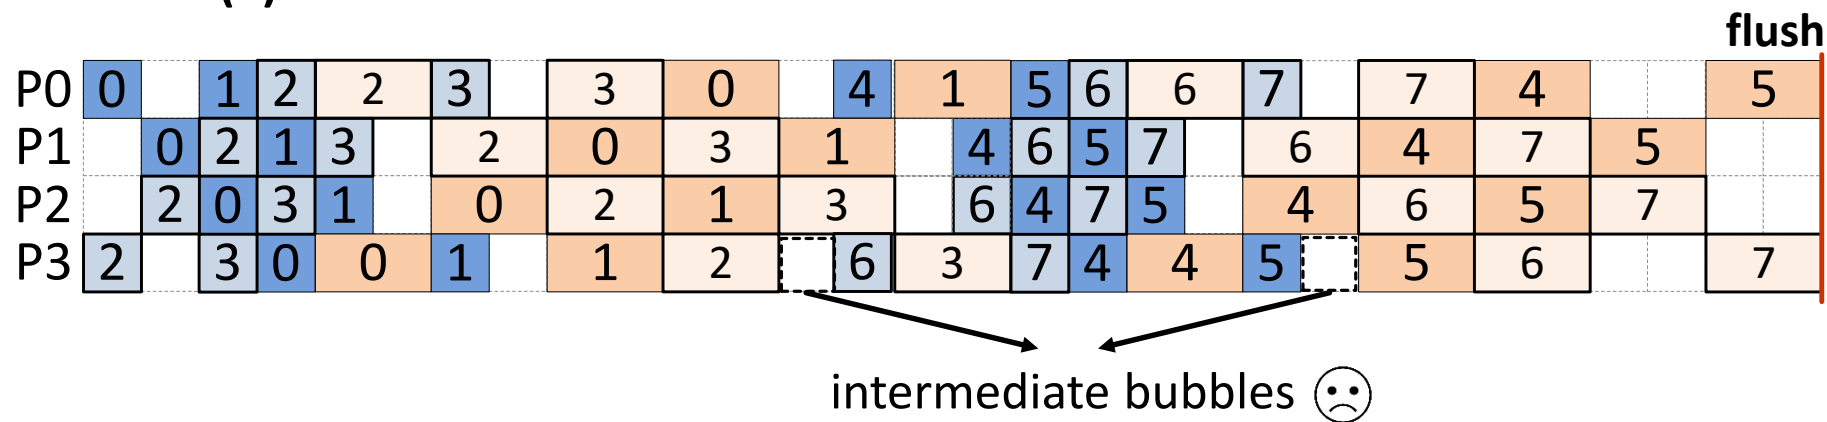 flush
P0 0 1 2 2 3 3 0 4 1 5 6 6 7 7 4 5
P1 0 2 1 3 2 0 3 1 4 6 5 7 6 4 7 5
P2 2 0 3 1 0 2 1 3 6 4 7 5 4 6 5 7
P3 2 3 0 0 1 1 2 6 3 7 4 4 5 5 6 7
intermediate bubbles